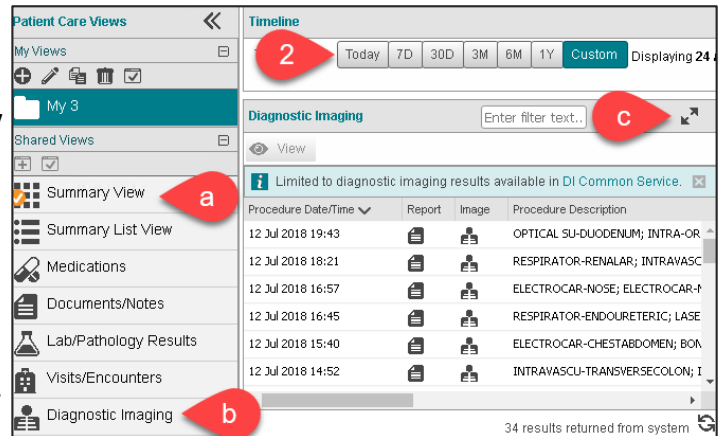 Patient Care Views
My Views
My 3
Shared Views
Summary View
a
Summary List View
Medications
Documents/Notes
Lab/Pathology Results
Visits/Encounters
Diagnostic Imaging
b
Timeline
2
Today 7D 30D 3M 6M 1Y Custom Displaying 24
Diagnostic Imaging Enter filter text.. c
View
i Limited to diagnostic imaging results available in DI Common Service.
Procedure Date/Time Report Image Procedure Description
12 Jul 2018 19:43 OPTICAL SU-DUODENUM; INTRA-OR
12 Jul 2018 18:21 RESPIRATOR-RENALAR; INTRAVASC
12 Jul 2018 16:57 ELECTROCAR-NOSE; ELECTROCAR-
12 Jul 2018 16:45 RESPIRATOR-ENDOURETERIC; LASE
12 Jul 2018 15:40 ELECTROCAR-CHESTABDOMEN; BON
12 Jul 2018 14:52 INTRAVASCU-TRANSVERSECOLON; I
34 results returned from system